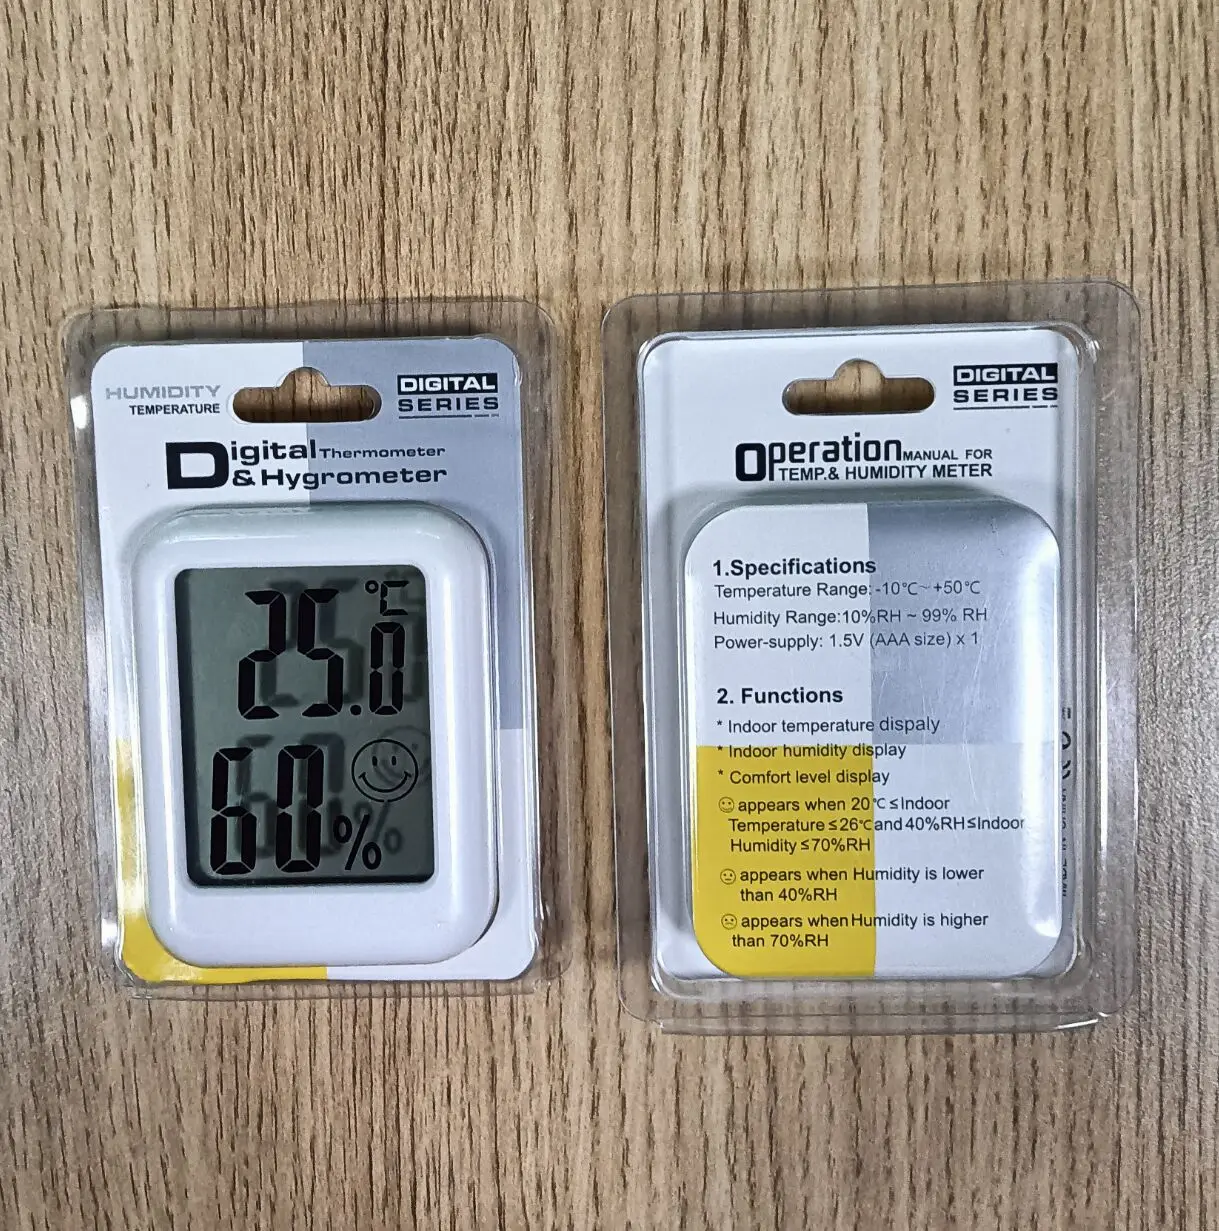 HUMIDITY
TEMPERATURE
DIGITAL
SERIES
Digital Thermometer
& Hygrometer
°C
25.0
60%
DIGITAL
SERIES
Operation MANUAL FOR
TEMP.& HUMIDITY METER
1.Specifications
Temperature Range: -10°C~ +50°C
Humidity Range:10%RH ~ 99% RH
Power-supply: 1.5V (AAA size) x 1
2. Functions
* Indoor temperature dispaly
* Indoor humidity display
* Comfort level display
appears when 20°C≤Indoor
Temperature≤26°C and 40%RH≤Indoor
Humidity≤70%RH
appears when Humidity is lower
than 40%RH
appears when Humidity is higher
than 70%RH
MADE IN CHINA